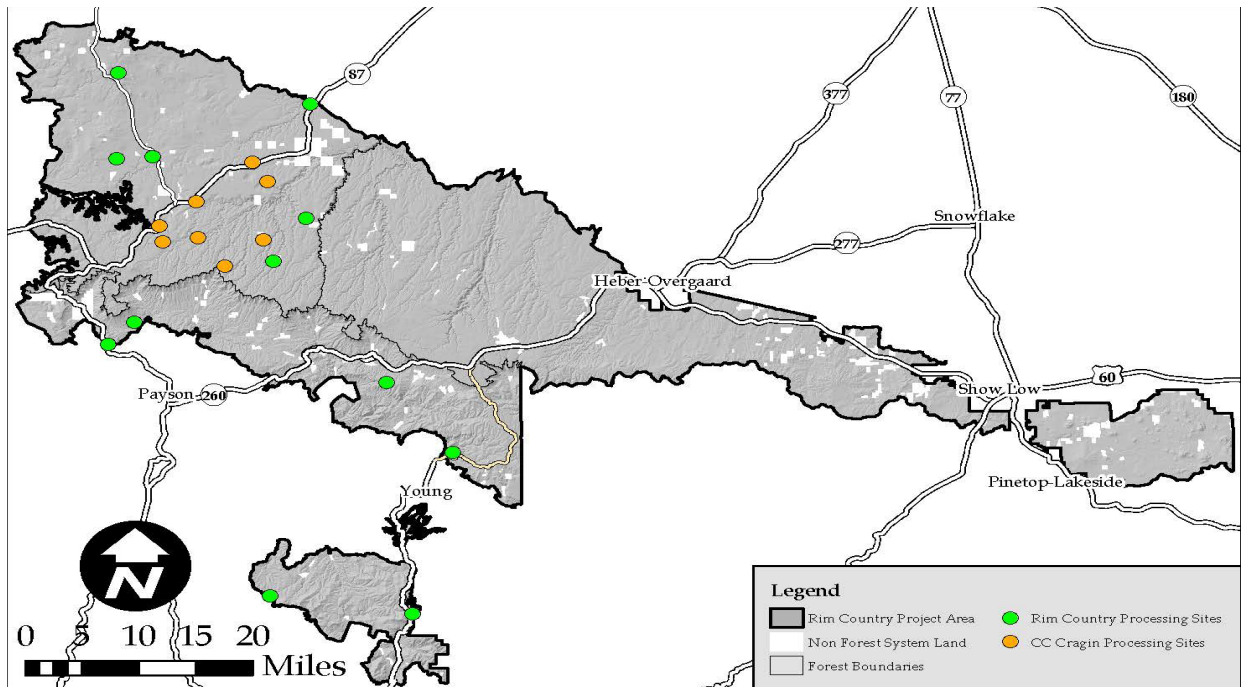 87
377
77
180
Snowflake
277
Heber-Overgaard
Show Low
60
Payson
260
Pinetop-Lakeside
Young
N
0 5 10 15 20
Miles
Legend
Rim Country Project Area
Non Forest System Land
Forest Boundaries
Rim Country Processing Sites
CC Cragin Processing Sites